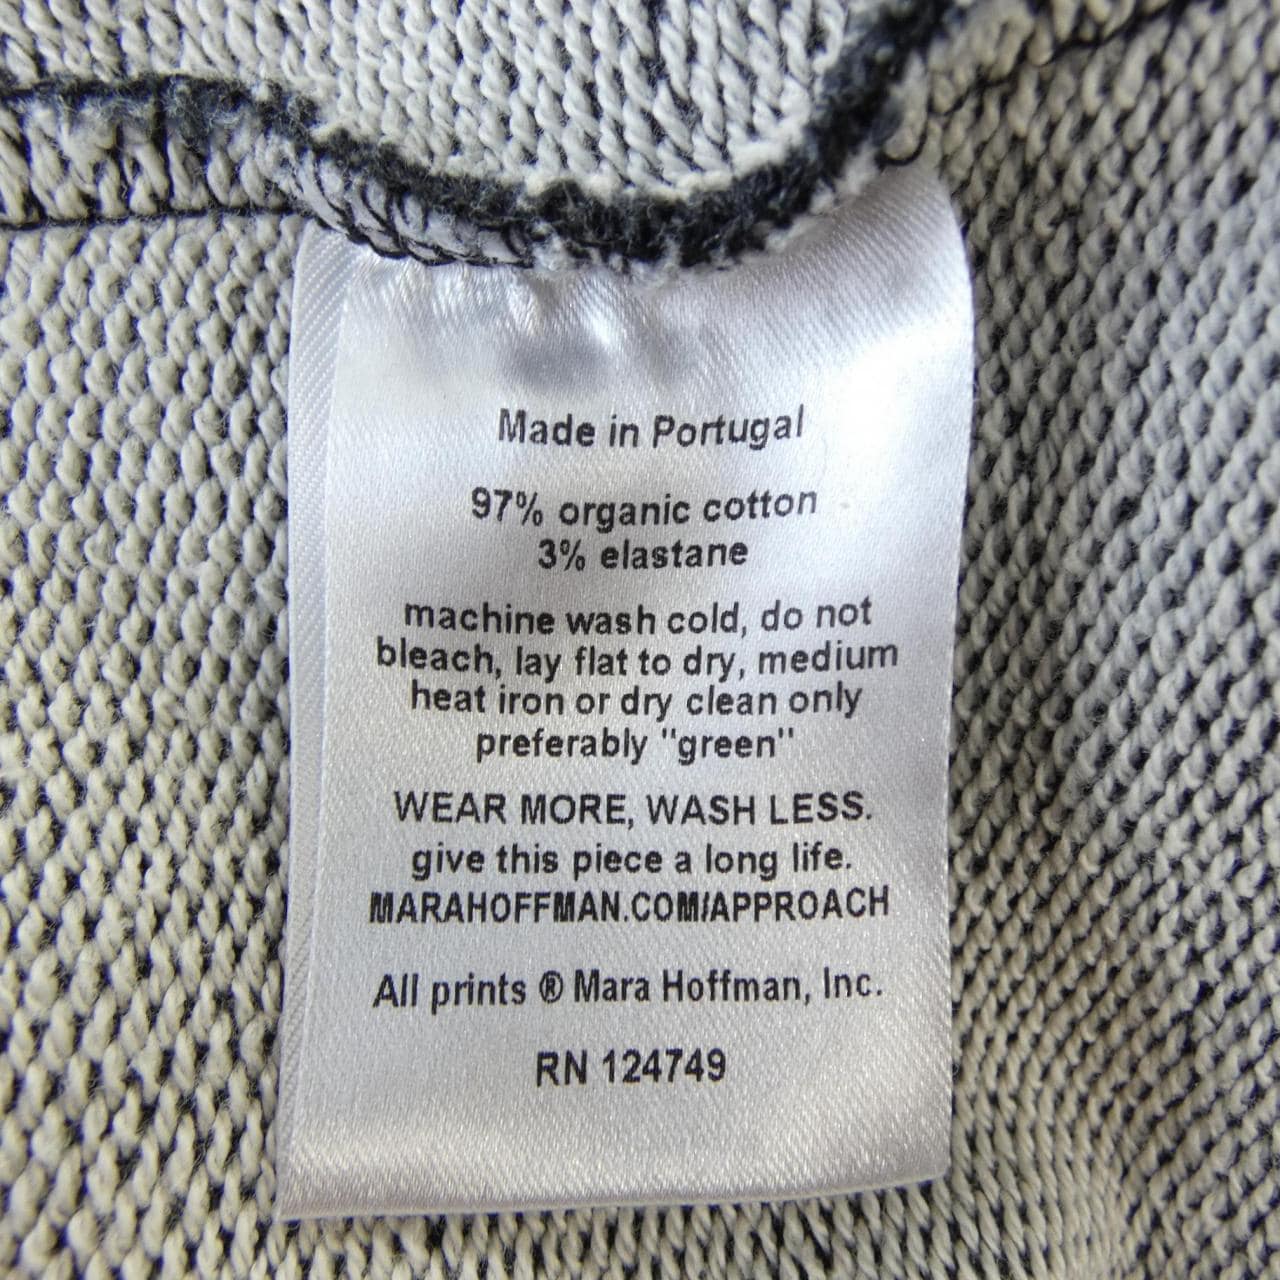 Made in Portugal
97% organic cotton
3% elastane
machine wash cold, do not
bleach, lay flat to dry, medium
heat iron or dry clean only
preferably "green"
WEAR MORE, WASH LESS.
give this piece a long life.
MARAHOFFMAN.COM/APPROACH
All prints ® Mara Hoffman, Inc.
RN 124749